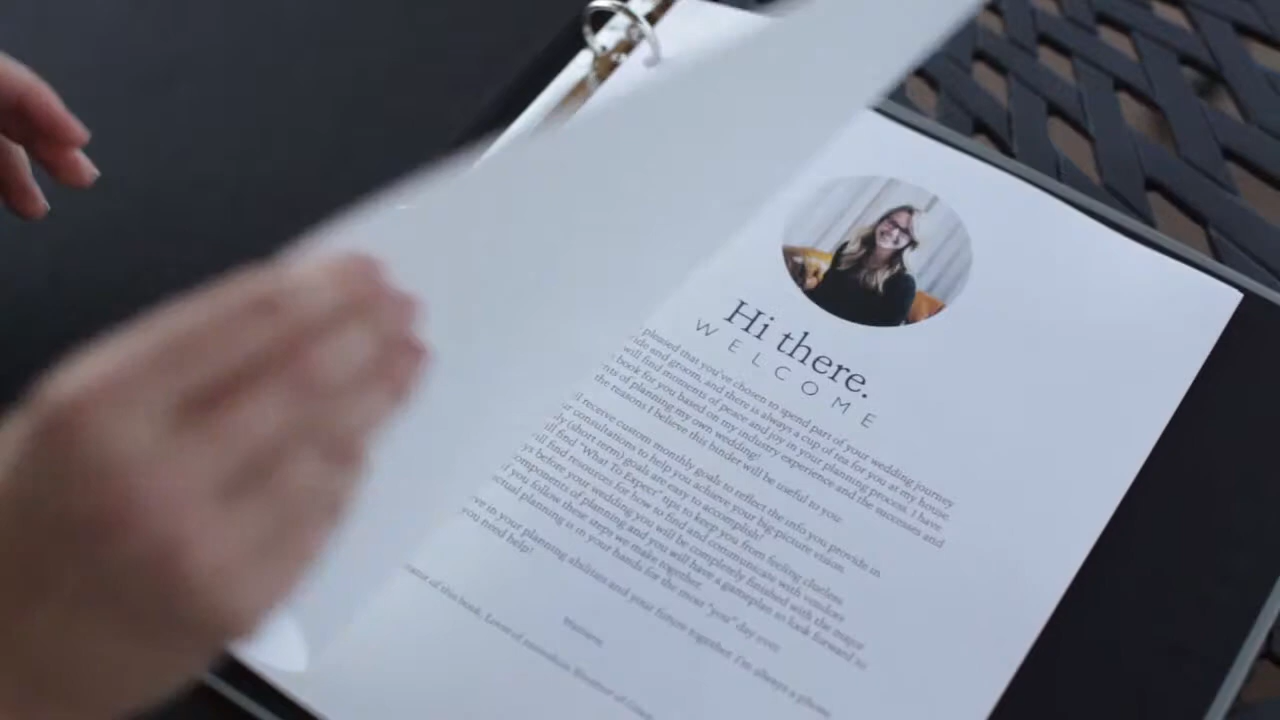 Hi there.
WELCOME
pleased that you've chosen to spend part of your wedding journey
and groom, and there is always a cup of tea for you at my house.
will find moments of peace and joy in your planning process. I have
book for you based on my industry experience and the successes and
of planning my own wedding!
the reasons I believe this binder will be useful to you:
receive custom monthly goals to reflect the info you provide in
consultations to help you achieve your big-picture vision.
(short term) goals are easy to accomplish!
find "What To Expect" tips to keep you from feeling clueless.
find resources for how to find and communicate with vendors
before your wedding you will be completely finished with the major
components of planning and you will have a gameplan to look forward to
if you follow these steps we make together.
actual planning is in your hands for the most "you" day ever.
in your planning abilities and your future together. I'm always a phone
you need help!
of this book, Lover of